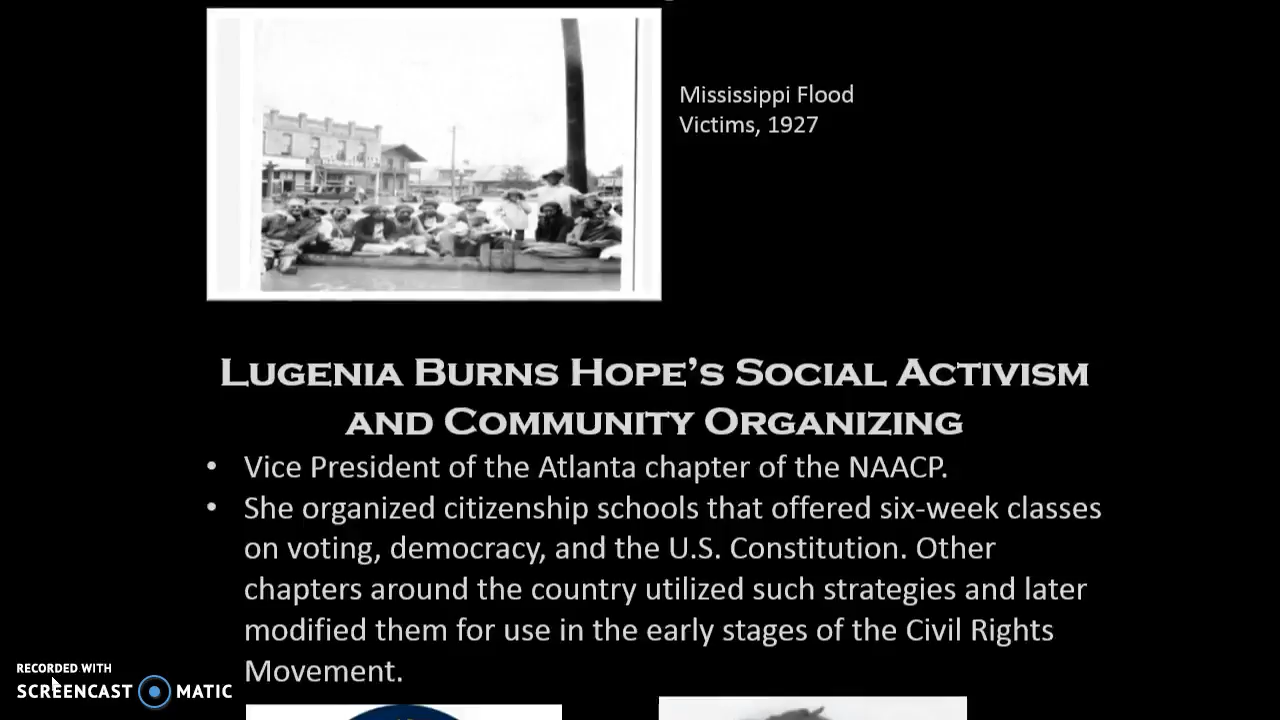 Mississippi Flood
Victims, 1927
Lugenia Burns Hope’s Social Activism
and Community Organizing
• Vice President of the Atlanta chapter of the NAACP.
• She organized citizenship schools that offered six-week classes
on voting, democracy, and the U.S. Constitution. Other
chapters around the country utilized such strategies and later
modified them for use in the early stages of the Civil Rights
Movement.
RECORDED WITH
SCREENCAST MATIC